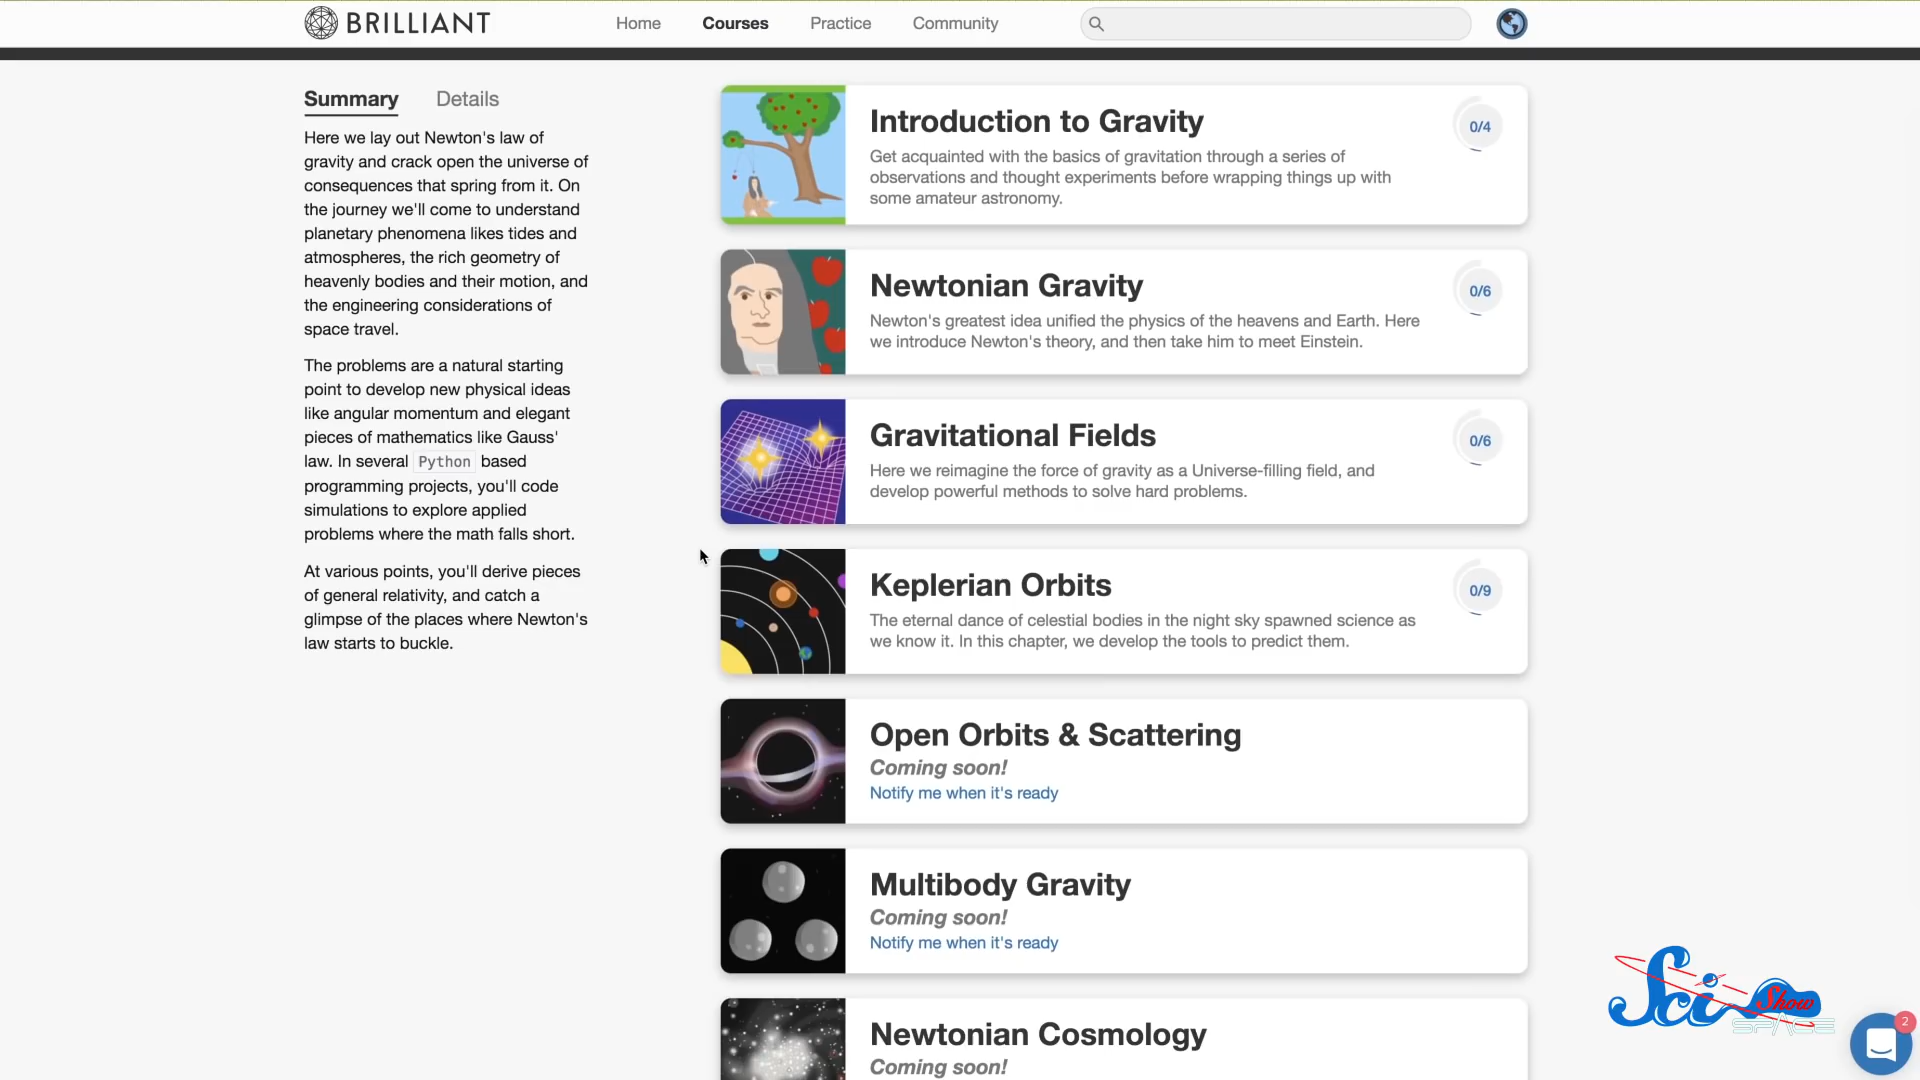 BRILLIANT
Home
Courses
Practice
Community
Summary
Details
Here we lay out Newton's law of
gravity and crack open the universe of
consequences that spring from it. On
the journey we'll come to understand
planetary phenomena likes tides and
atmospheres, the rich geometry of
heavenly bodies and their motion, and
the engineering considerations of
space travel.
The problems are a natural starting
point to develop new physical ideas
like angular momentum and elegant
pieces of mathematics like Gauss'
law. In several Python based
programming projects, you'll code
simulations to explore applied
problems where the math falls short.
At various points, you'll derive pieces
of general relativity, and catch a
glimpse of the places where Newton's
law starts to buckle.
Introduction to Gravity
0/4
Get acquainted with the basics of gravitation through a series of
observations and thought experiments before wrapping things up with
some amateur astronomy.
Newtonian Gravity
0/6
Newton's greatest idea unified the physics of the heavens and Earth. Here
we introduce Newton's theory, and then take him to meet Einstein.
Gravitational Fields
0/6
Here we reimagine the force of gravity as a Universe-filling field, and
develop powerful methods to solve hard problems.
Keplerian Orbits
0/9
The eternal dance of celestial bodies in the night sky spawned science as
we know it. In this chapter, we develop the tools to predict them.
Open Orbits & Scattering
Coming soon!
Notify me when it's ready
Multibody Gravity
Coming soon!
Notify me when it's ready
Newtonian Cosmology
Coming soon!
Sci Show
SPACE
2